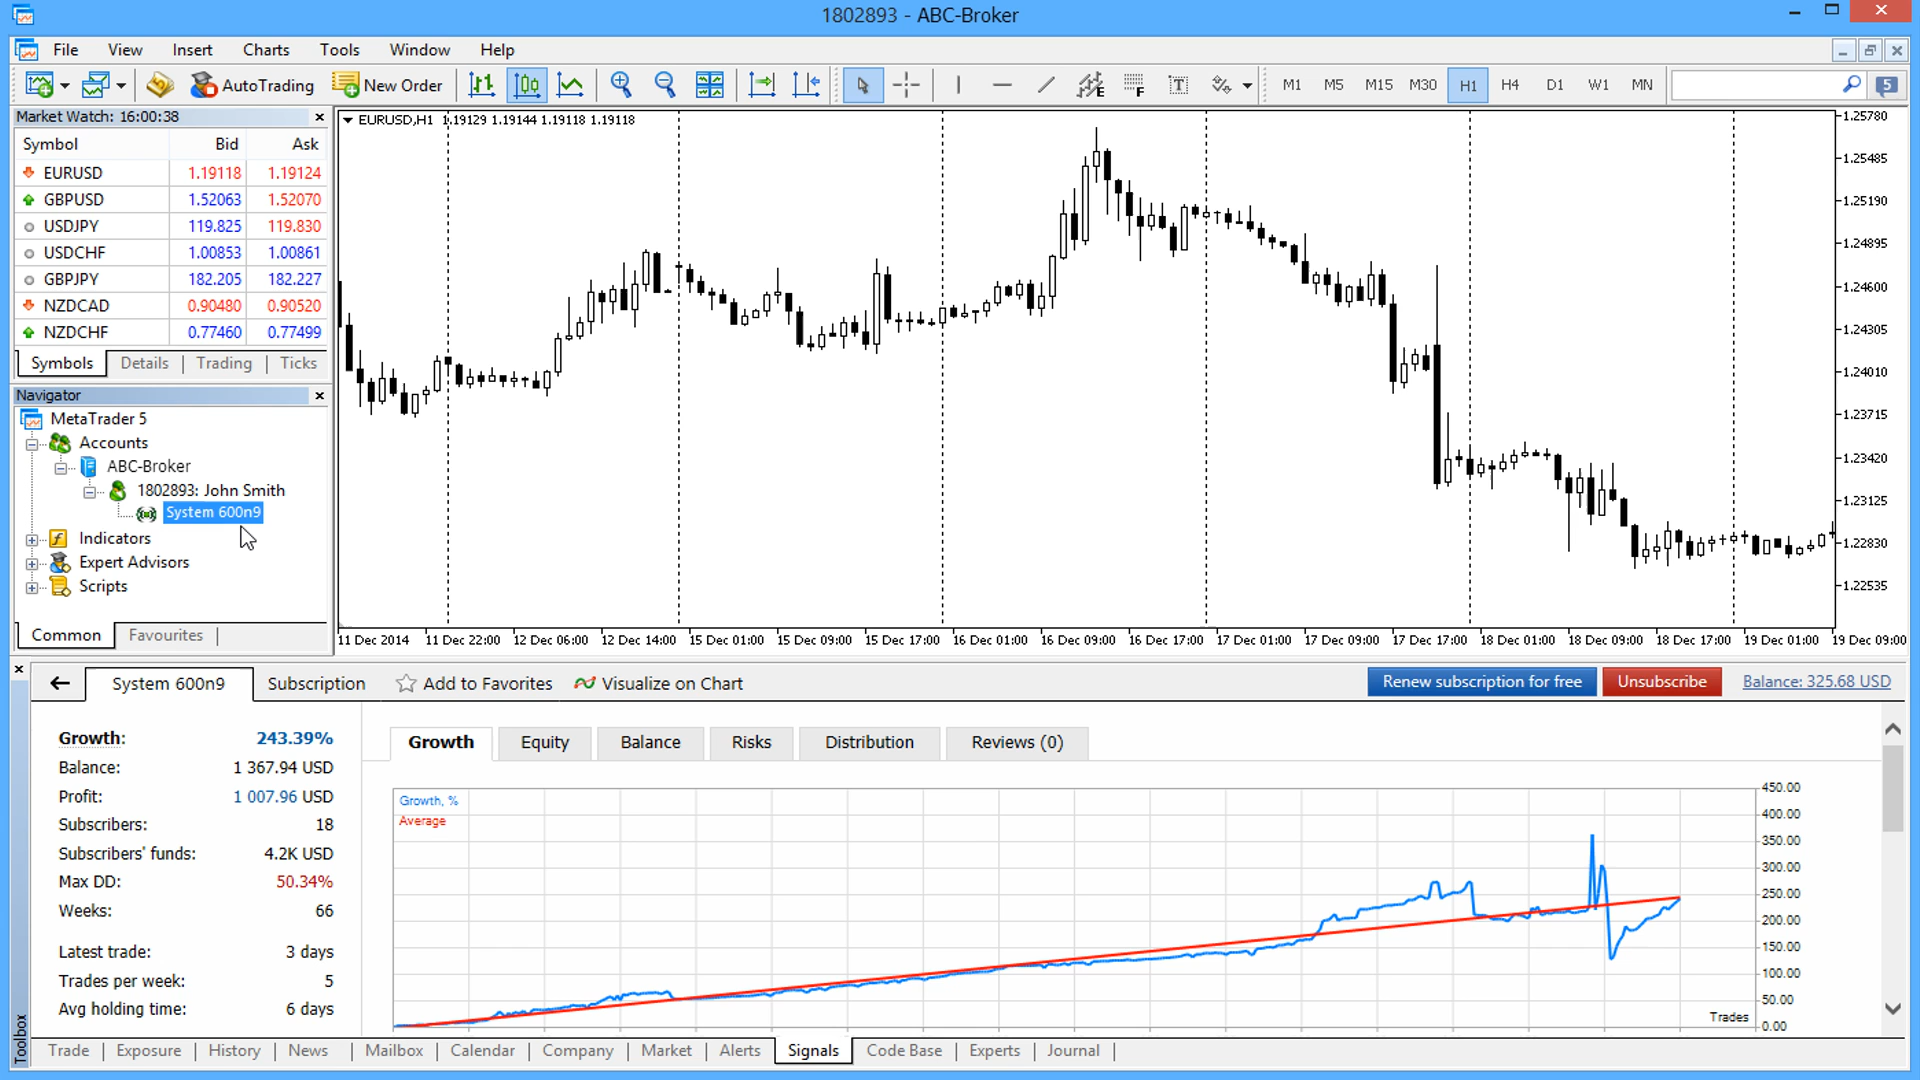 1802893 - ABC-Broker
File View Insert Charts Tools Window Help
AutoTrading New Order E F T M1 M5 M15 M30 H1 H4 D1 W1 MN 5
Market Watch: 16:00:38
Symbol Bid Ask
EURUSD 1.19118 1.19124
GBPUSD 1.52063 1.52070
USDJPY 119.825 119.830
USDCHF 1.00853 1.00861
GBPJPY 182.205 182.227
NZDCAD 0.90480 0.90520
NZDCHF 0.77460 0.77499
Symbols Details Trading Ticks
Navigator
MetaTrader 5
Accounts
ABC-Broker
1802893: John Smith
System 600n9
Indicators
Expert Advisors
Scripts
Common Favourites
EURUSD,H1 1.19129 1.19144 1.19118 1.19118
1.25780
1.25485
1.25190
1.24895
1.24600
1.24305
1.24010
1.23715
1.23420
1.23125
1.22830
1.22535
11 Dec 2014 11 Dec 22:00 12 Dec 06:00 12 Dec 14:00 15 Dec 01:00 15 Dec 09:00 15 Dec 17:00 16 Dec 01:00 16 Dec 09:00 16 Dec 17:00 17 Dec 01:00 17 Dec 09:00 17 Dec 17:00 18 Dec 01:00 18 Dec 09:00 18 Dec 17:00 19 Dec 01:00 19 Dec 09:00
System 600n9 Subscription Add to Favorites Visualize on Chart Renew subscription for free Unsubscribe Balance: 325.68 USD
Growth: 243.39%
Balance: 1 367.94 USD
Profit: 1 007.96 USD
Subscribers: 18
Subscribers' funds: 4.2K USD
Max DD: 50.34%
Weeks: 66
Latest trade: 3 days
Trades per week: 5
Avg holding time: 6 days
Growth Equity Balance Risks Distribution Reviews (0)
Growth, %
Average
450.00
400.00
350.00
300.00
250.00
200.00
150.00
100.00
50.00
0.00
Trades
Toolbox
Trade Exposure History News Mailbox Calendar Company Market Alerts Signals Code Base Experts Journal